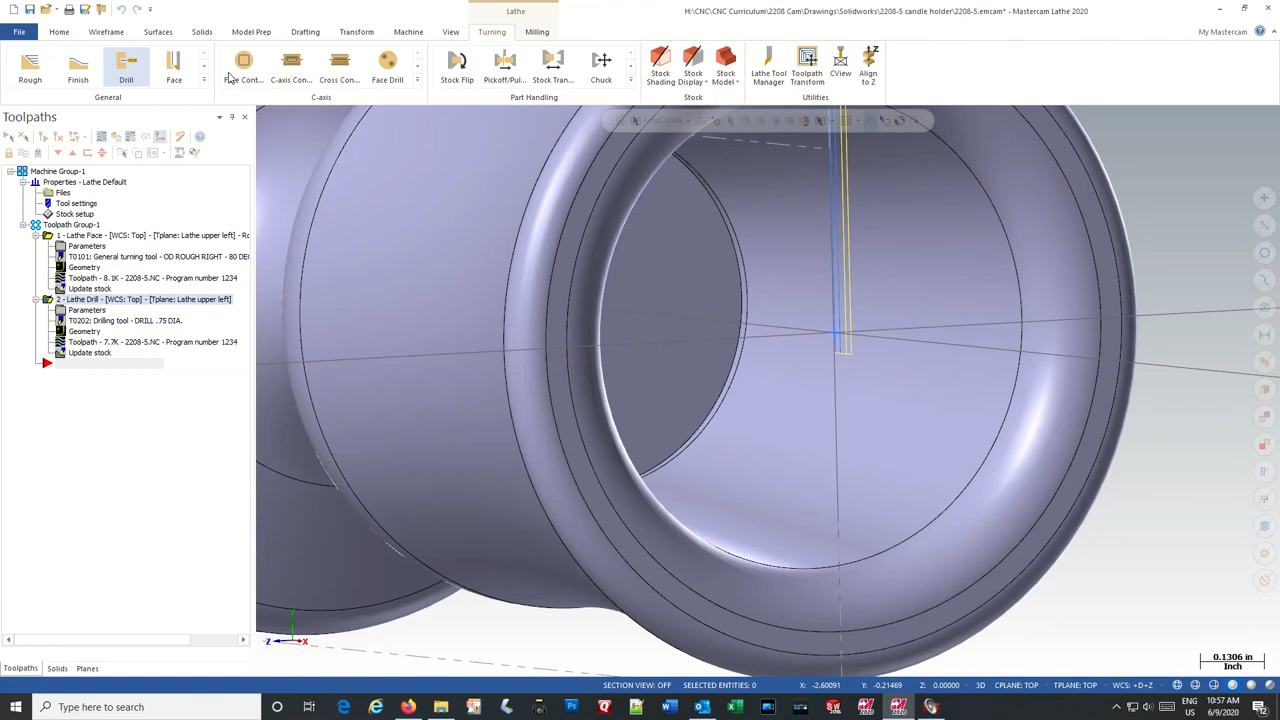 Lathe
H:\CNC\CNC Curriculum\2208 Cam\Drawings\Solidworks\2208-5 candle holder\2208-5.emcam* - Mastercam Lathe 2020
File Home Wireframe Surfaces Solids Model Prep Drafting Transform Machine View Turning Milling
My Mastercam
Rough Finish Drill Face
Cont... C-axis Con... Cross Con... Face Drill
Stock Flip Pickoff/Pul... Stock Tran... Chuck
Stock Shading Stock Display Stock Model
Lathe Tool Manager Toolpath Transform CView Align to Z
General C-axis Part Handling Stock Utilities
Toolpaths
Machine Group-1
Properties - Lathe Default
Files
Tool settings
Stock setup
Toolpath Group-1
1 - Lathe Face - [WCS: Top] - [Tplane: Lathe upper left] - Ro
Parameters
T0101: General turning tool - OD ROUGH RIGHT - 80 DE
Geometry
Toolpath - 8.1K - 2208-5.NC - Program number 1234
Update stock
2 - Lathe Drill - [WCS: Top] - [Tplane: Lathe upper left]
Parameters
T0202: Drilling tool - DRILL .75 DIA.
Geometry
Toolpath - 7.7K - 2208-5.NC - Program number 1234
Update stock
Z X
0.1306 in
Inch
Toolpaths Solids Planes
SECTION VIEW: OFF SELECTED ENTITIES: 0 X: -2.60091 Y: -0.21469 Z: 0.00000 3D CPLANE: TOP TPLANE: TOP WCS: +D+Z
Type here to search
10:57 AM
US
6/9/2020